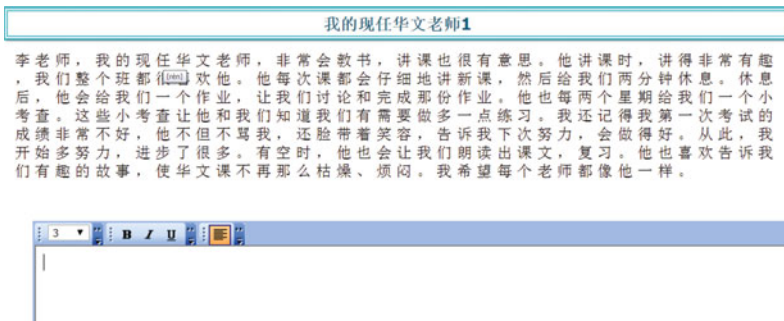 我的现任华文老师1
李老师，我的现任华文老师，非常会教书，讲课也很有意思。他讲课时，讲得非常有趣
，我们整个班都很 [rèn] 欢他。他每次课都会仔细地讲新课，然后给我们两分钟休息。休息
后，他会给我们一个作业，让我们讨论和完成那份作业。他也每两个星期给我们一个小
考查。这些小考查让他和我们知道我们有需要做多一点练习。我还记得我第一次考试的
成绩非常不好，他不但不骂我，还脸带着笑容，告诉我下次努力，会做得好。从此，我
开始多努力，进步了很多。有空时，他也会让我们朗读出课文，复习。他也喜欢告诉我
们有趣的故事，使华文课不再那么枯燥、烦闷。我希望每个老师都像他一样。
3 B I U